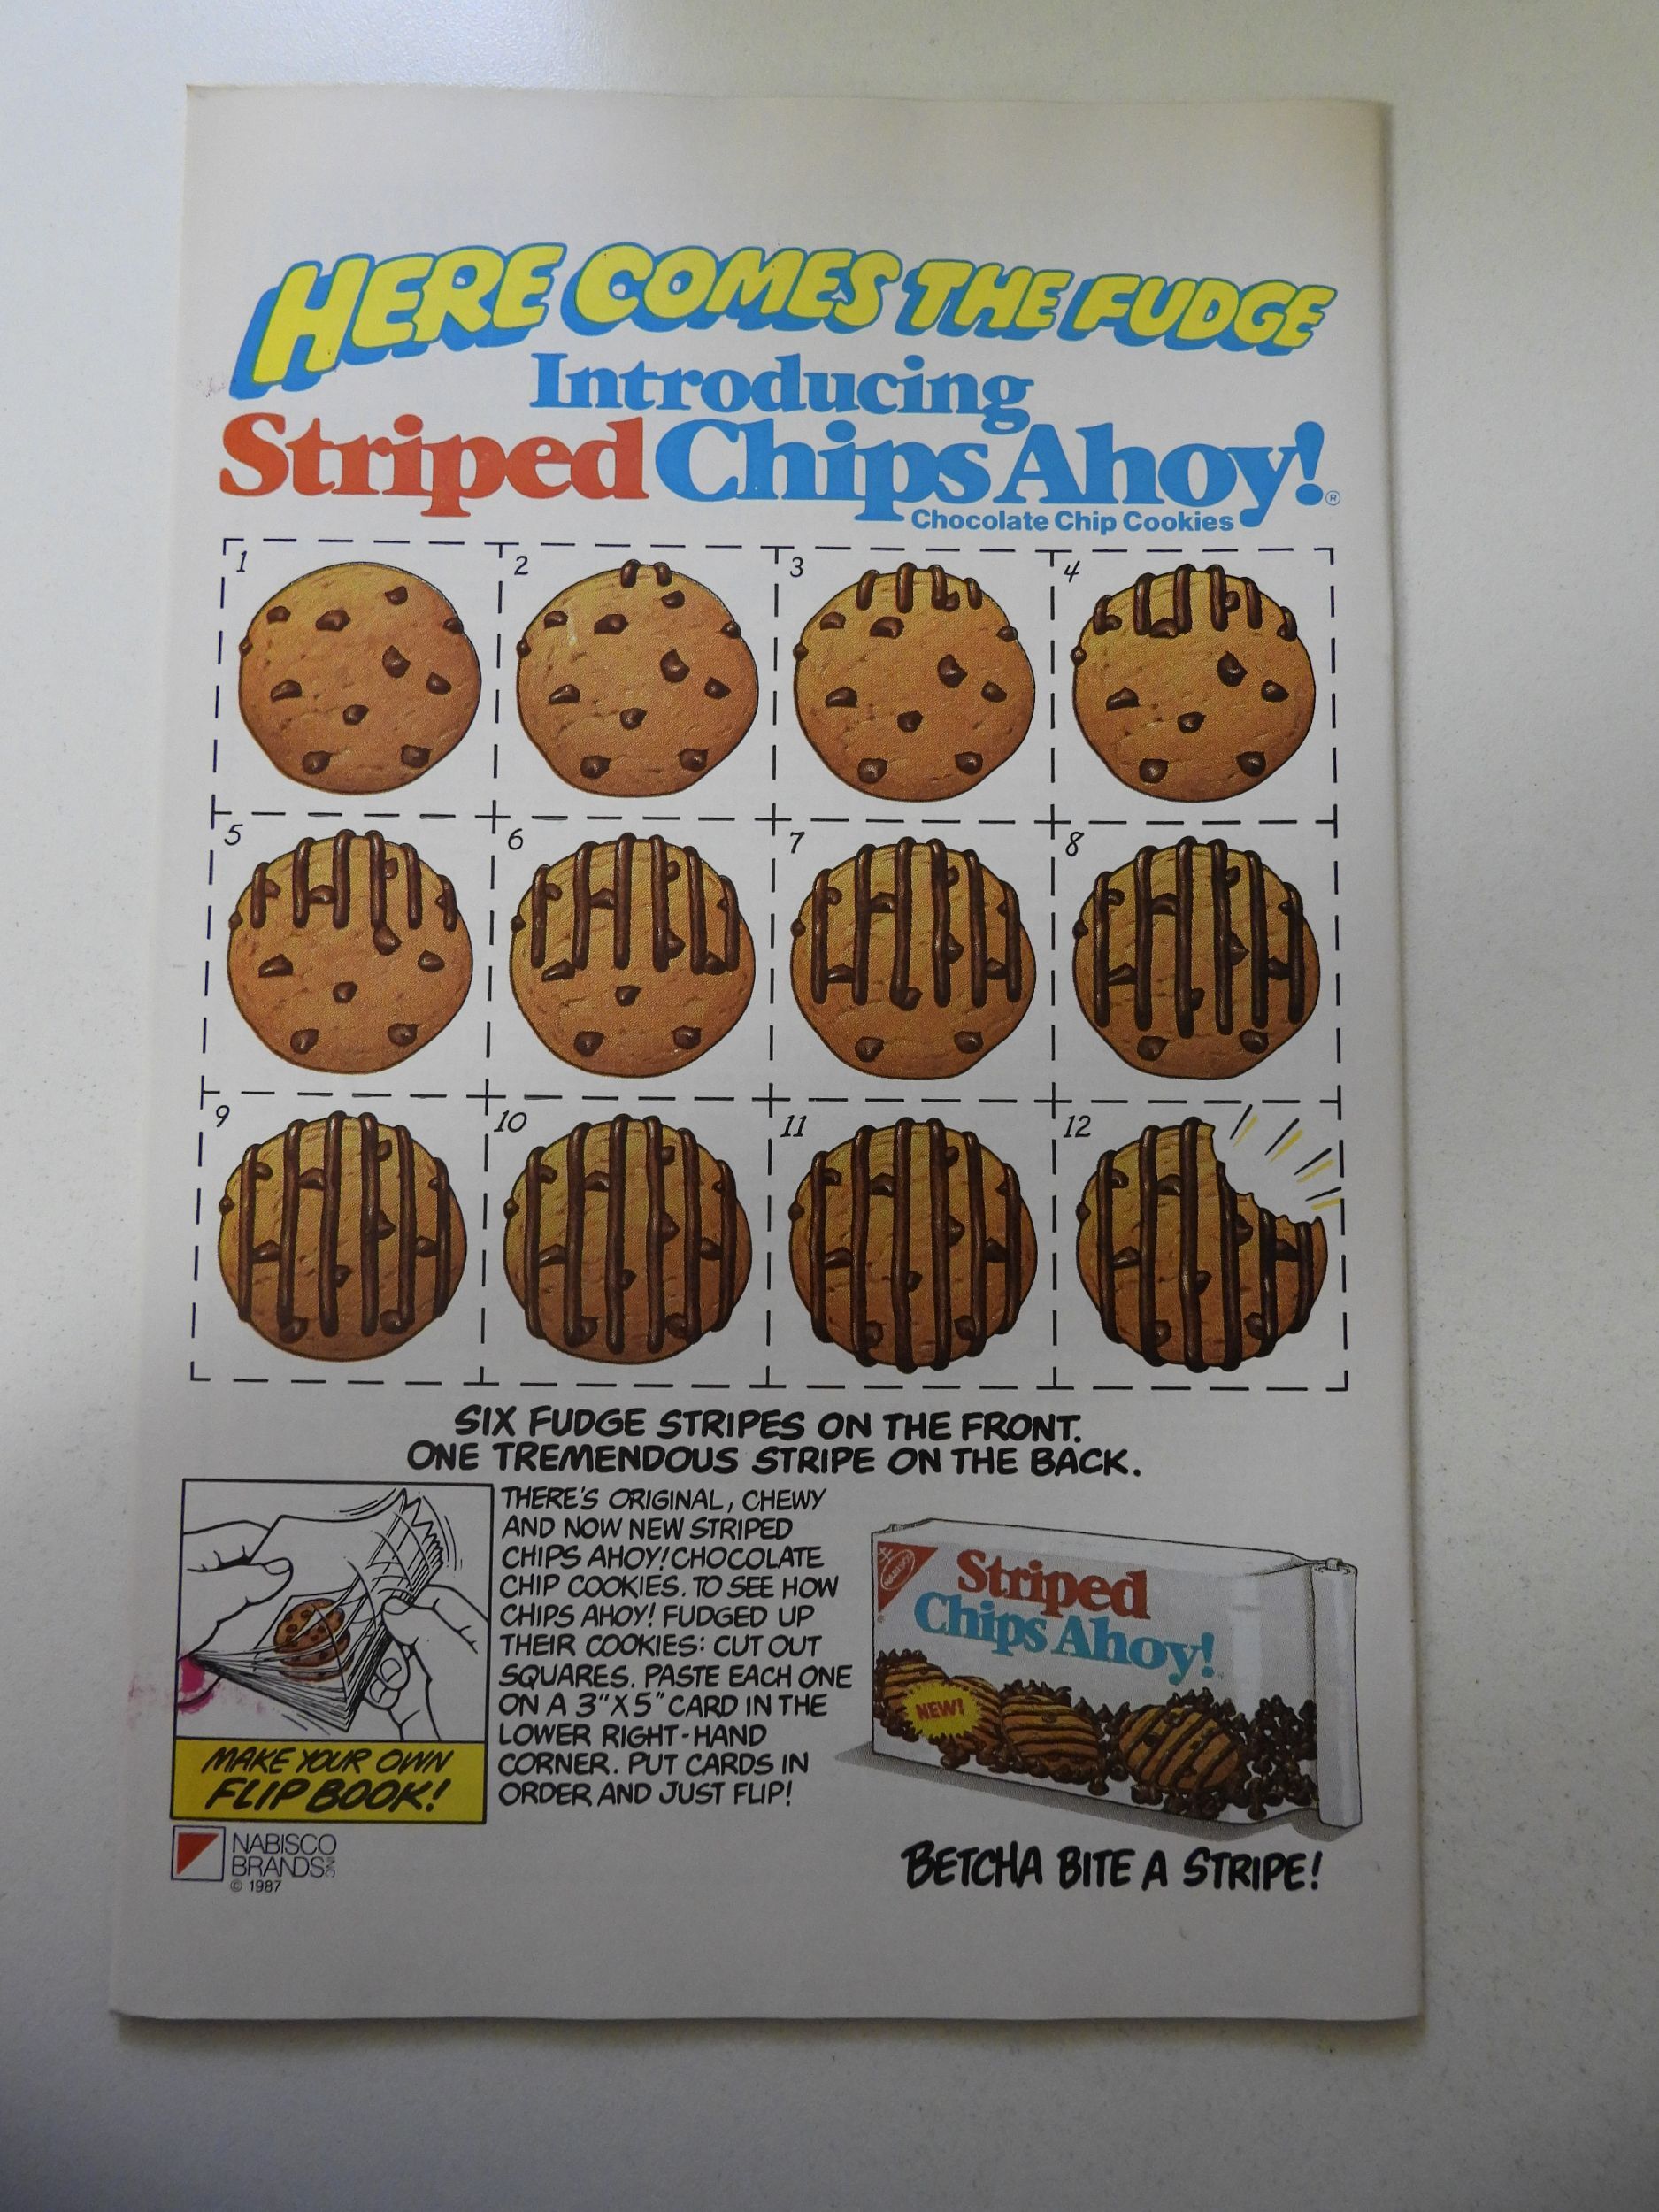 HERE COMES THE FUDGE
Introducing
Striped Chips Ahoy!®
Chocolate Chip Cookies
1
2
3
4
5
6
7
8
9
10
11
12
SIX FUDGE STRIPES ON THE FRONT.
ONE TREMENDOUS STRIPE ON THE BACK.
THERE'S ORIGINAL, CHEWY
AND NOW NEW STRIPED
CHIPS AHOY! CHOCOLATE
CHIP COOKIES. TO SEE HOW
CHIPS AHOY! FUDGED UP
THEIR COOKIES: CUT OUT
SQUARES. PASTE EACH ONE
ON A 3"X5" CARD IN THE
LOWER RIGHT-HAND
CORNER. PUT CARDS IN
ORDER AND JUST FLIP!
MAKE YOUR OWN
FLIP BOOK!
NABISCO
Striped
Chips Ahoy!
NEW!
NABISCO
BRANDS INC
© 1987
BETCHA BITE A STRIPE!